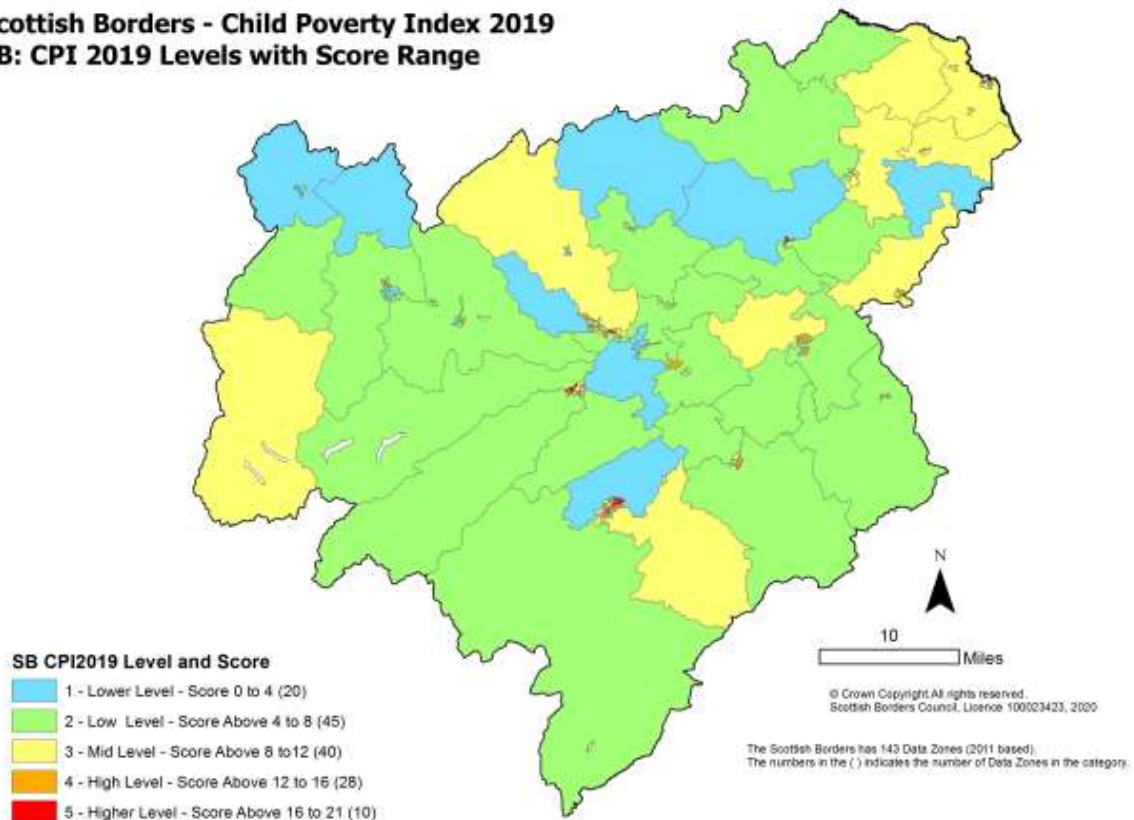 cottish Borders - Child Poverty Index 2019
B: CPI 2019 Levels with Score Range
N
10
Miles
SB CPI2019 Level and Score
1 - Lower Level - Score 0 to 4 (20)
2 - Low Level - Score Above 4 to 8 (45)
3 - Mid Level - Score Above 8 to12 (40)
4 - High Level - Score Above 12 to 16 (28)
5 - Higher Level - Score Above 16 to 21 (10)
© Crown Copyright.All rights reserved.
Scottish Borders Council, Licence 100023423, 2020
The Scottish Borders has 143 Data Zones (2011 based).
The numbers in the ( ) indicates the number of Data Zones in the category.